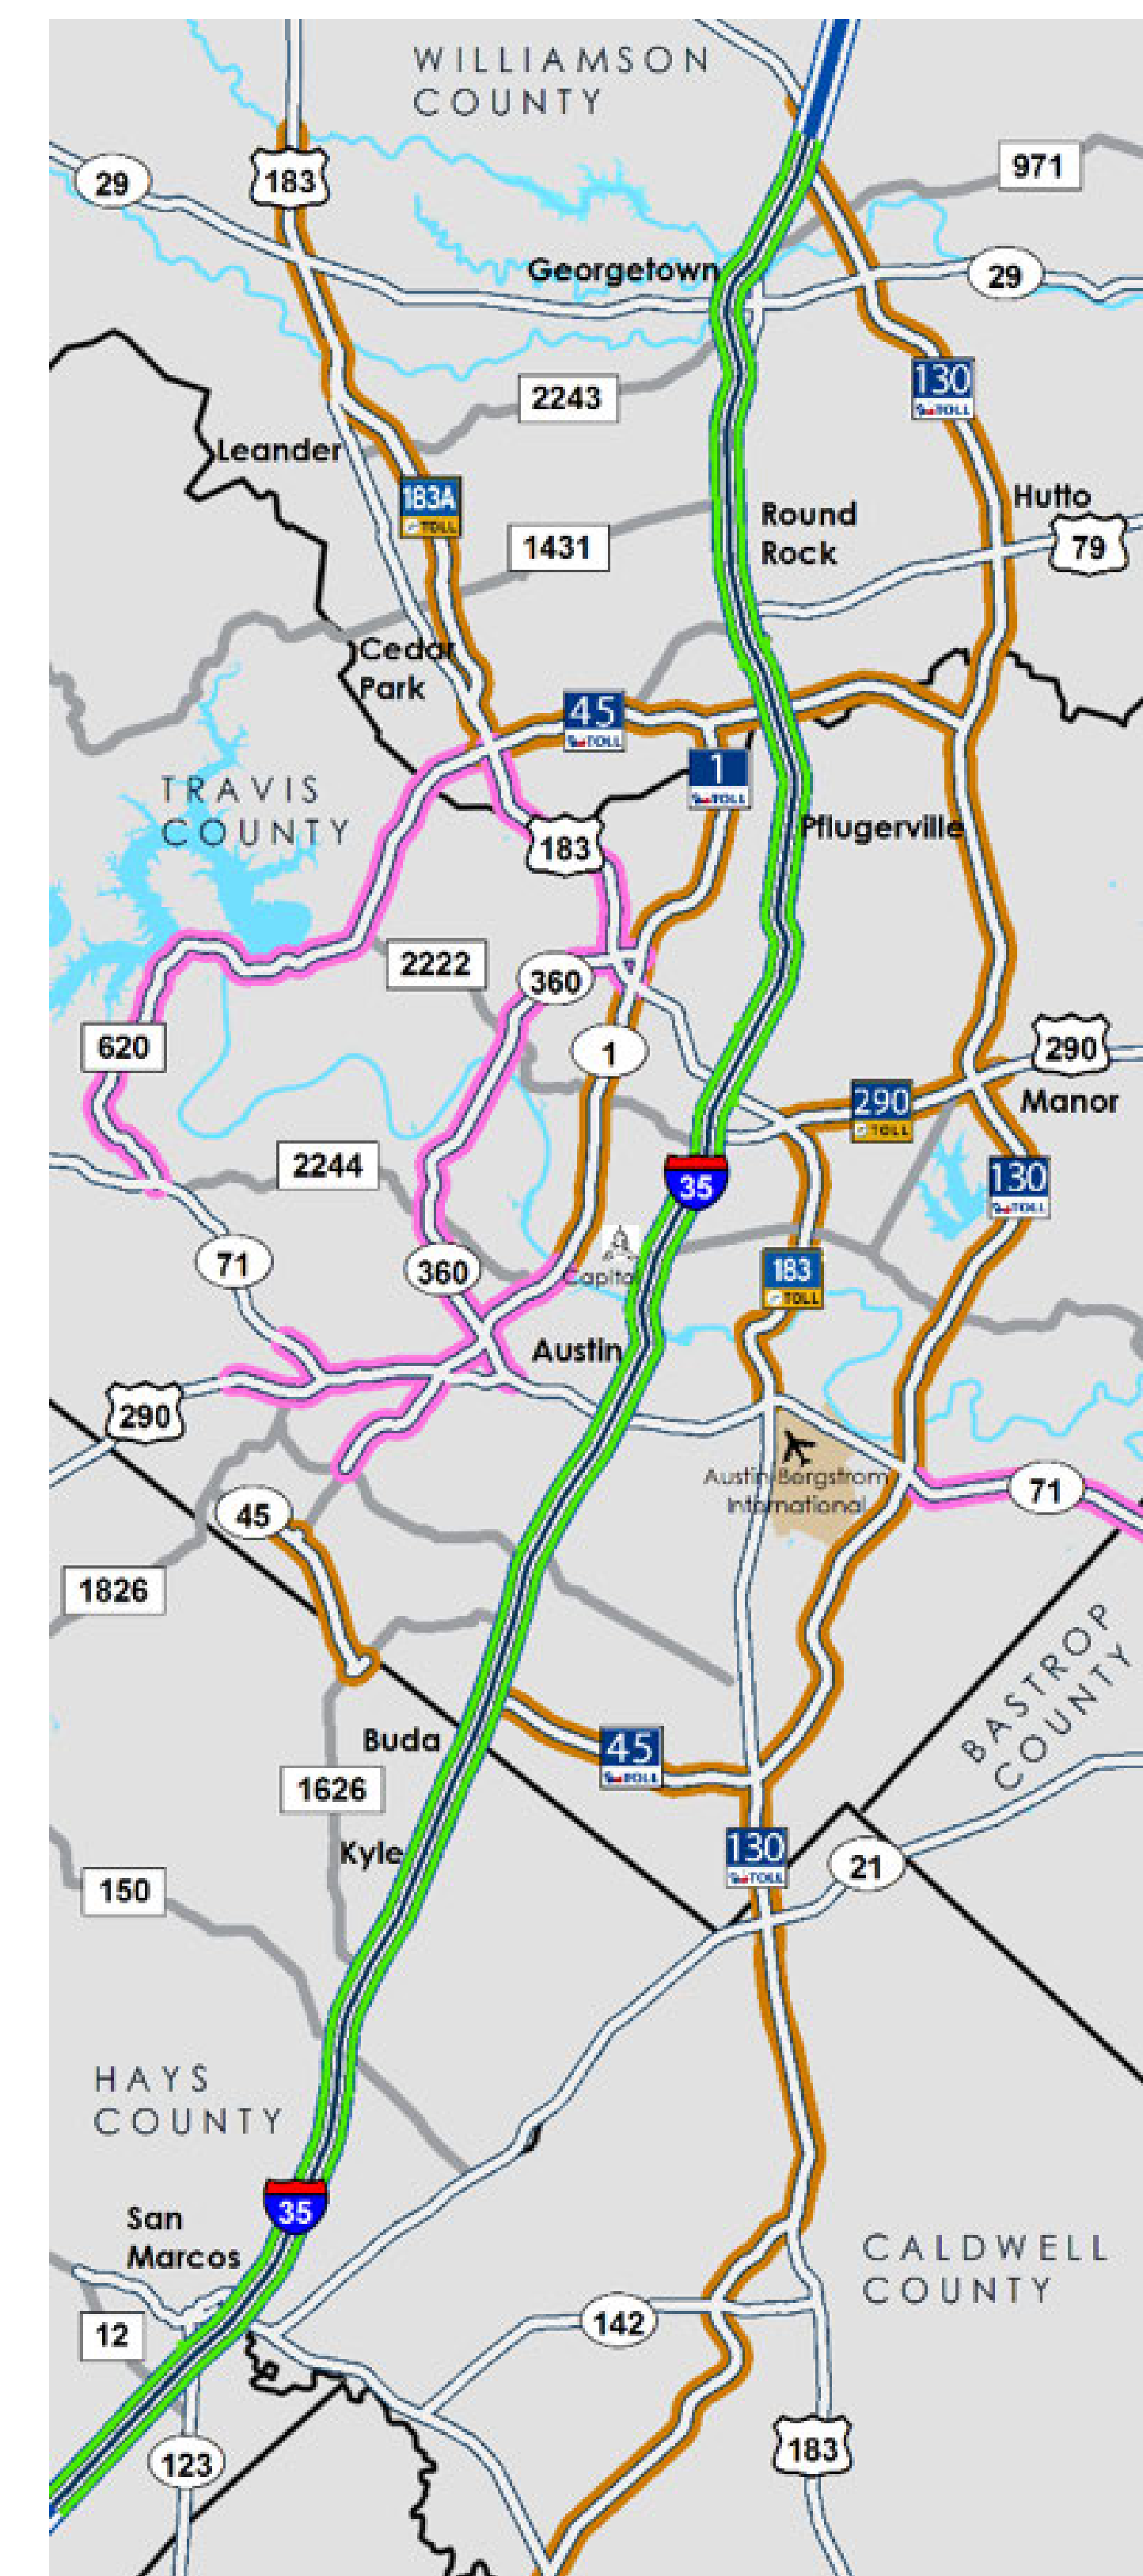 WILLIAMSON
COUNTY
971
29
183
Georgetown
29
130
TOLL
2243
Leander
183A
TOLL
Hutto
Round
Rock
1431
79
Cedar
Park
45
TOLL
1
TOLL
TRAVIS
COUNTY
Pflugerville
183
2222
360
620
1
290
Manor
290
TOLL
2244
130
TOLL
35
71
360
Capitol
183
TOLL
Austin
290
Austin Bergstrom
International
71
45
1826
BASTROP
COUNTY
Buda
45
TOLL
1626
Kyle
130
TOLL
21
150
HAYS
COUNTY
35
San
Marcos
CALDWELL
COUNTY
12
142
183
123